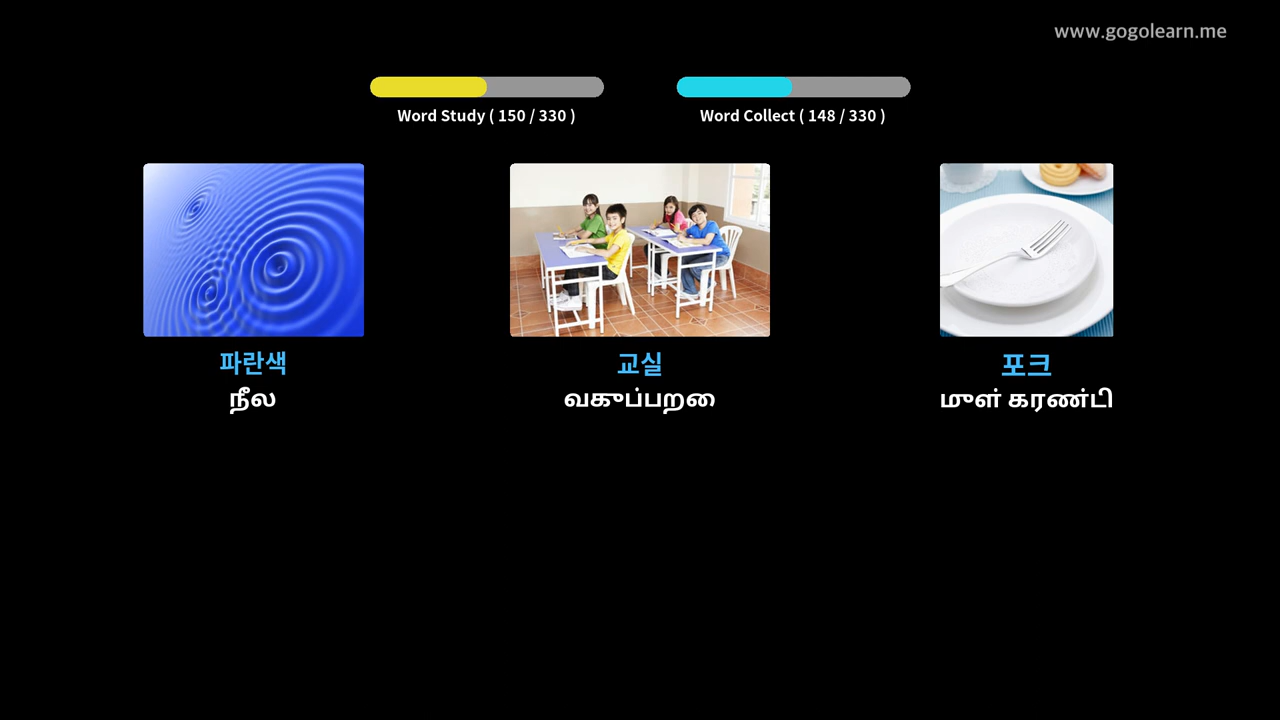 www.gogolearn.me
Word Study ( 150 / 330 )
Word Collect ( 148 / 330 )
파란색
நீல
교실
வகுப்பறை
포크
முள் கரண்டி